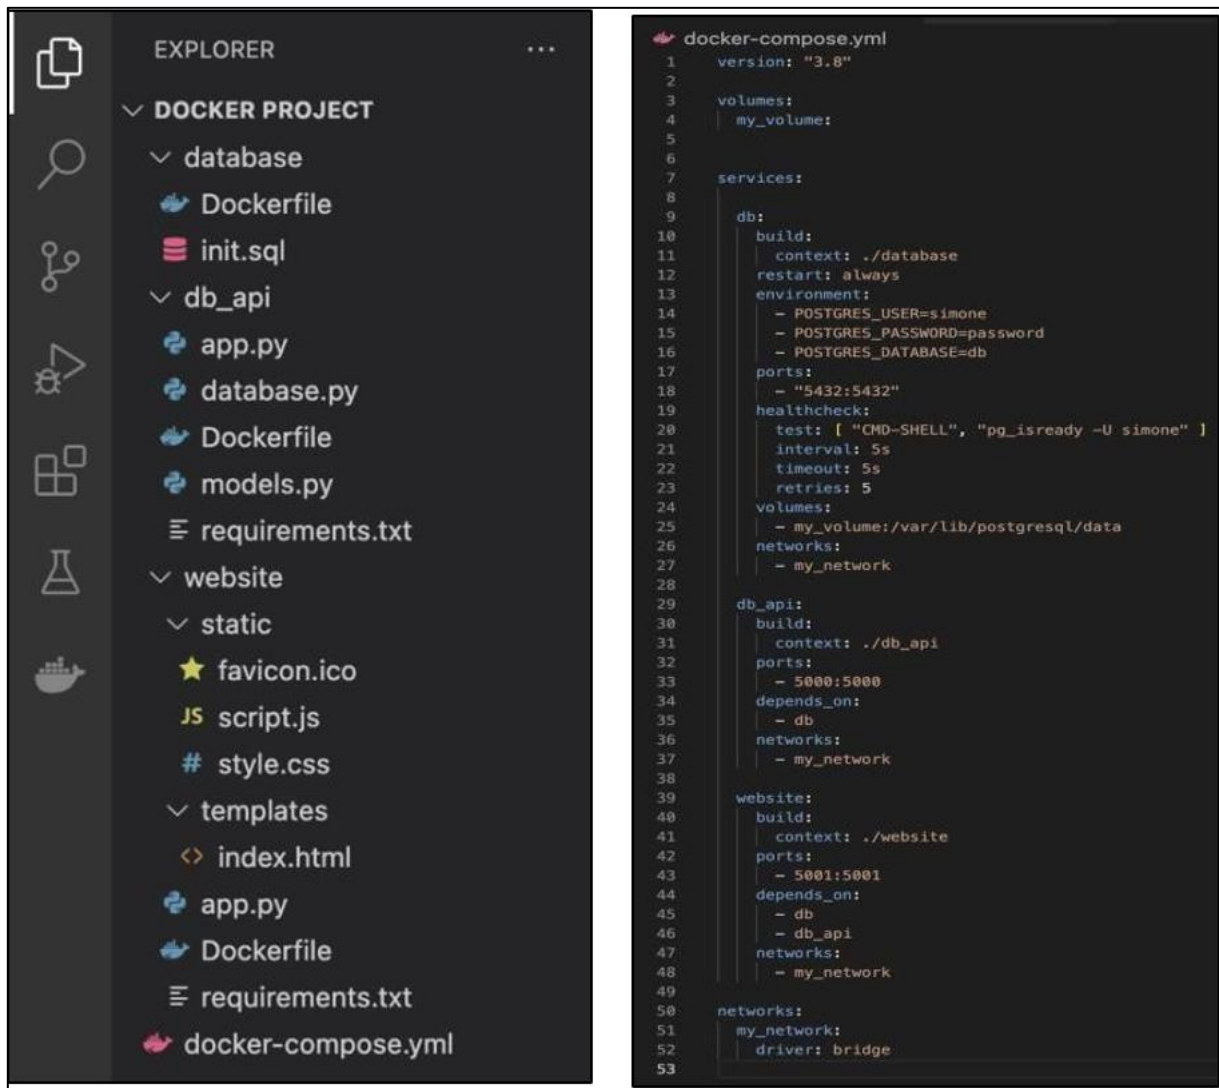 EXPLORER
...
DOCKER PROJECT
database
Dockerfile
init.sql
db_api
app.py
database.py
Dockerfile
models.py
requirements.txt
website
static
favicon.ico
JS script.js
# style.css
templates
<> index.html
app.py
Dockerfile
requirements.txt
docker-compose.yml
docker-compose.yml
1 version: "3.8"
2
3 volumes:
4 my_volume:
5
6
7 services:
8
9 db:
10 build:
11 context: ./database
12 restart: always
13 environment:
14 - POSTGRES_USER=simone
15 - POSTGRES_PASSWORD=password
16 - POSTGRES_DATABASE=db
17 ports:
18 - "5432:5432"
19 healthcheck:
20 test: [ "CMD-SHELL", "pg_isready -U simone" ]
21 interval: 5s
22 timeout: 5s
23 retries: 5
24 volumes:
25 - my_volume:/var/lib/postgresql/data
26 networks:
27 - my_network
28
29 db_api:
30 build:
31 context: ./db_api
32 ports:
33 - 5000:5000
34 depends_on:
35 - db
36 networks:
37 - my_network
38
39 website:
40 build:
41 context: ./website
42 ports:
43 - 5001:5001
44 depends_on:
45 - db
46 - db_api
47 networks:
48 - my_network
49
50 networks:
51 my_network:
52 driver: bridge
53